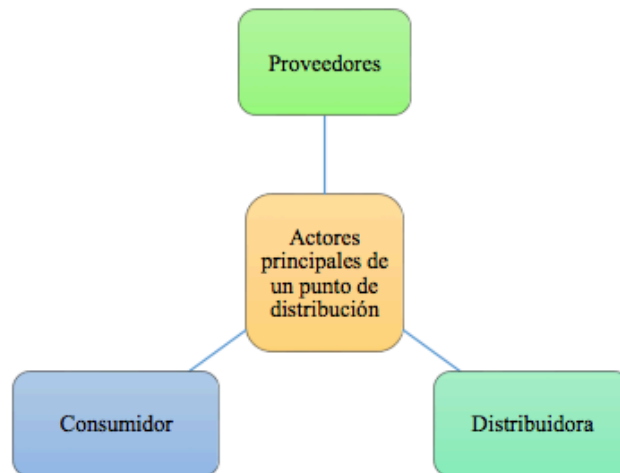 Proveedores
Actores
principales de
un punto de
distribución
Consumidor
Distribuidora